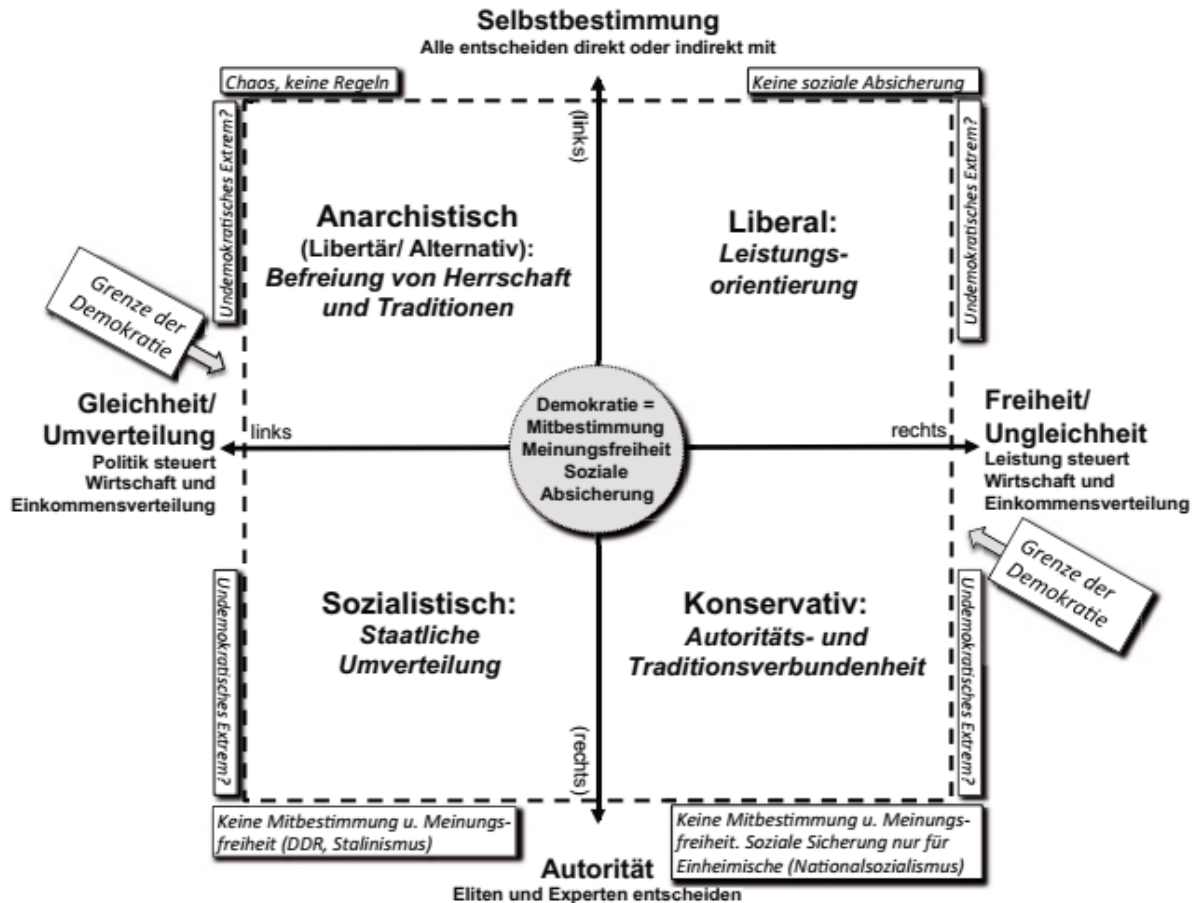 Selbstbestimmung
Alle entscheiden direkt oder indirekt mit
Chaos, keine Regeln
Keine soziale Absicherung
Undemokratisches Extrem?
(links)
Undemokratisches Extrem?
Anarchistisch
(Libertär/ Alternativ):
Befreiung von Herrschaft
und Traditionen
Liberal:
Leistungs-
orientierung
Grenze der
Demokratie
Gleichheit/
Umverteilung
Politik steuert
Wirtschaft und
Einkommensverteilung
links
Demokratie =
Mitbestimmung
Meinungsfreiheit
Soziale
Absicherung
rechts
Freiheit/
Ungleichheit
Leistung steuert
Wirtschaft und
Einkommensverteilung
Grenze der
Demokratie
Undemokratisches Extrem?
Sozialistisch:
Staatliche
Umverteilung
Konservativ:
Autoritäts- und
Traditionsverbundenheit
Undemokratisches Extrem?
(rechts)
Keine Mitbestimmung u. Meinungs-
freiheit (DDR, Stalinismus)
Keine Mitbestimmung u. Meinungs-
freiheit. Soziale Sicherung nur für
Einheimische (Nationalsozialismus)
Autorität
Eliten und Experten entscheiden